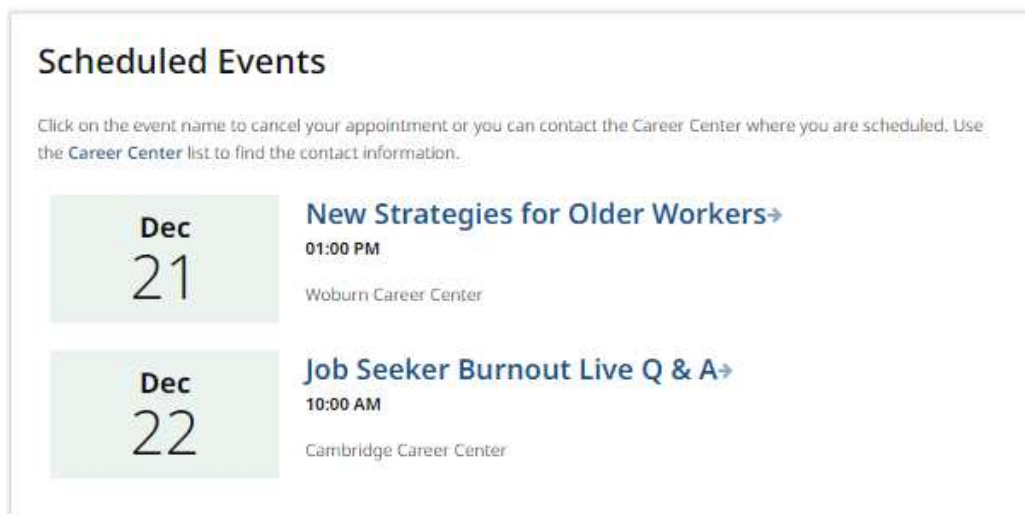 Scheduled Events
Click on the event name to cancel your appointment or you can contact the Career Center where you are scheduled. Use
the Career Center list to find the contact information.
Dec
21
New Strategies for Older Workers
01:00 PM
Woburn Career Center
Dec
22
Job Seeker Burnout Live Q & A
10:00 AM
Cambridge Career Center